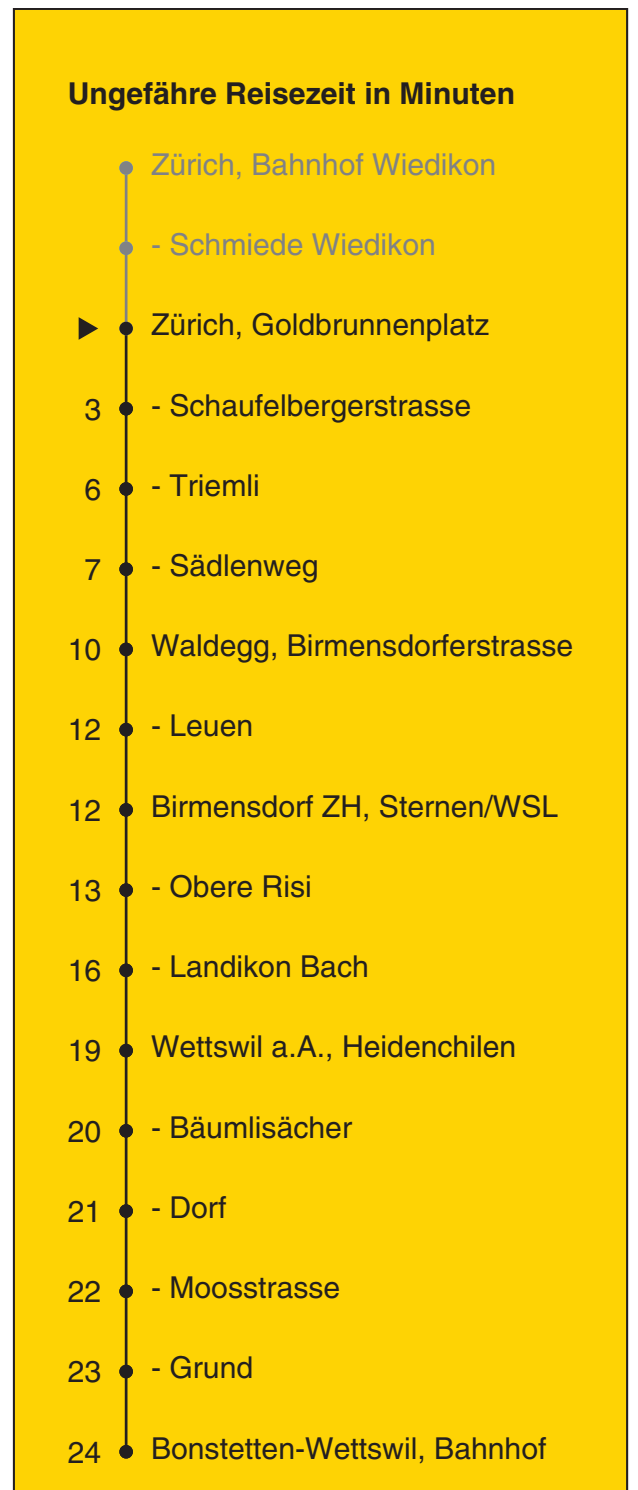 Ungefähre Reisezeit in Minuten
Zürich, Bahnhof Wiedikon
- Schmiede Wiedikon
Zürich, Goldbrunnenplatz
3 - Schaufelbergerstrasse
6 - Triemli
7 - Sädlenweg
10 Waldegg, Birmensdorferstrasse
12 - Leuen
12 Birmensdorf ZH, Sternen/WSL
13 - Obere Risi
16 - Landikon Bach
19 Wettswil a.A., Heidenchilen
20 - Bäumlisächer
21 - Dorf
22 - Moosstrasse
23 - Grund
24 Bonstetten-Wettswil, Bahnhof